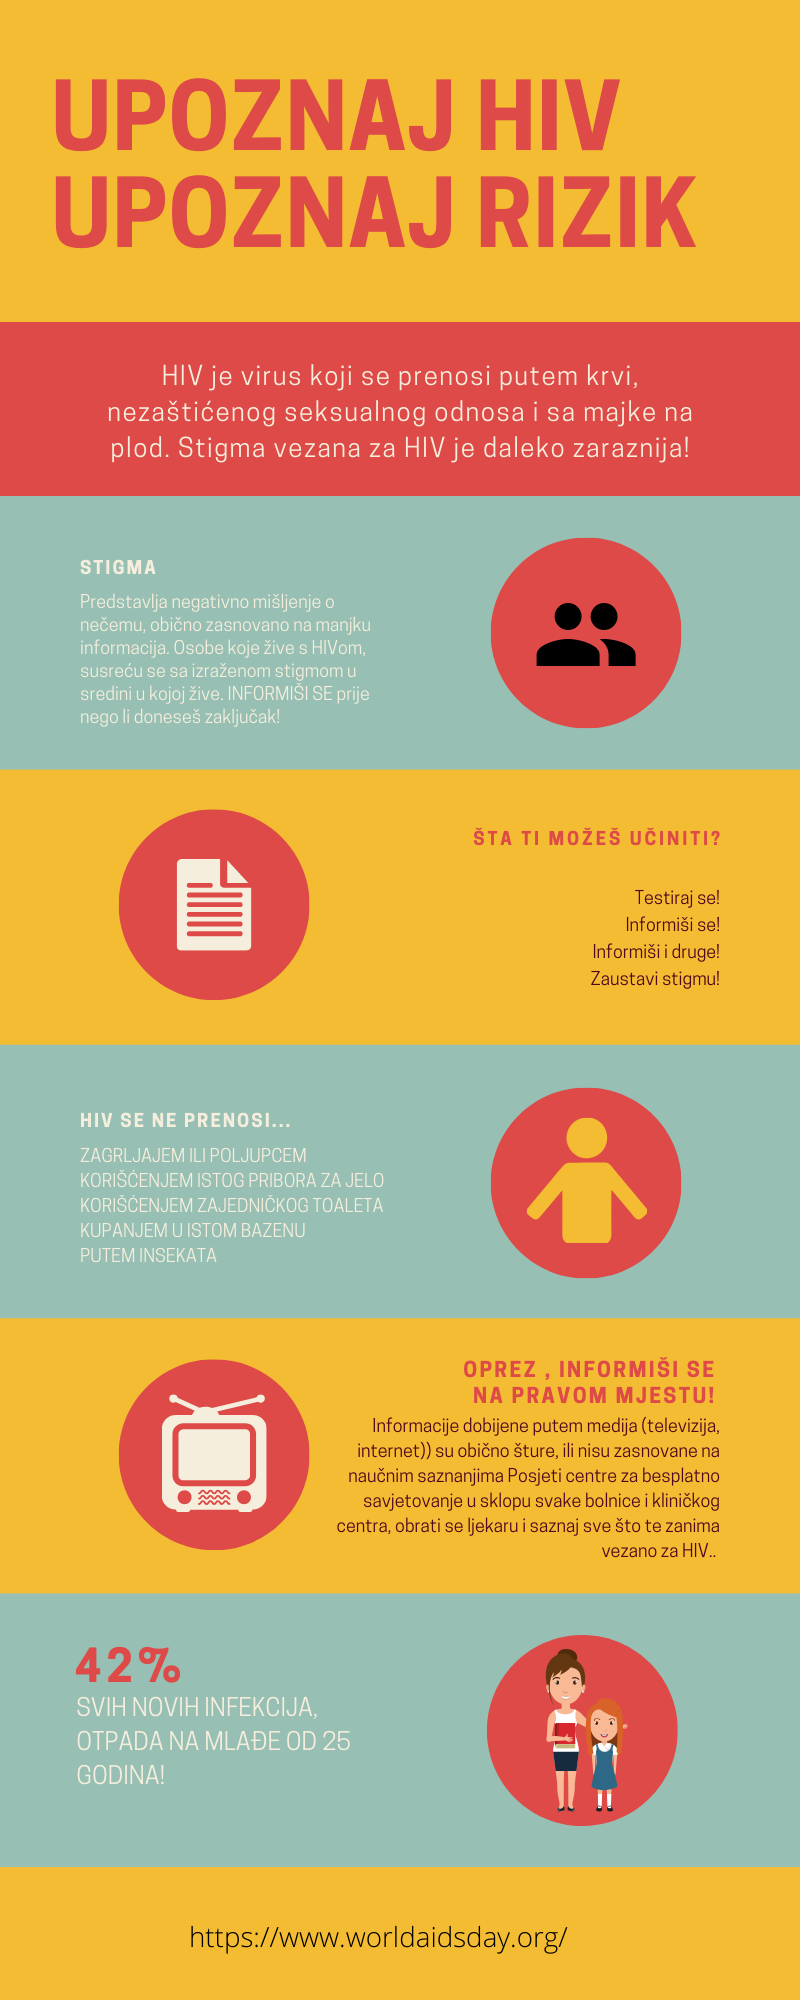 UPOZNAJ HIV
UPOZNAJ RIZIK
HIV je virus koji se prenosi putem krvi,
nezaštićenog seksualnog odnosa i sa majke na
plod. Stigma vezana za HIV je daleko zaraznija!
STIGMA
Predstavlja negativno mišljenje o
nečemu, obično zasnovano na manjku
informacija. Osobe koje žive s HIVom,
susreću se sa izraženom stigmom u
sredini u kojoj žive. INFORMIŠI SE prije
nego li doneseš zaključak!
ŠTA TI MOŽEŠ UČINITI?
Testiraj se!
Informiši se!
Informiši i druge!
Zaustavi stigmu!
HIV SE NE PRENOSI...
ZAGRLJAJEM ILI POLJUPCEM
KORIŠĆENJEM ISTOG PRIBORA ZA JELO
KORIŠĆENJEM ZAJEDNIČKOG TOALETA
KUPANJEM U ISTOM BAZENU
PUTEM INSEKATA
OPREZ , INFORMIŠI SE
NA PRAVOM MJESTU!
Informacije dobijene putem medija (televizija,
internet)) su obično šture, ili nisu zasnovane na
naučnim saznanjima Posjeti centre za besplatno
savjetovanje u sklopu svake bolnice i kliničkog
centra, obrati se ljekaru i saznaj sve što te zanima
vezano za HIV..
42%
SVIH NOVIH INFEKCIJA,
OTPADA NA MLAĐE OD 25
GODINA!
https://www.worldaidsday.org/